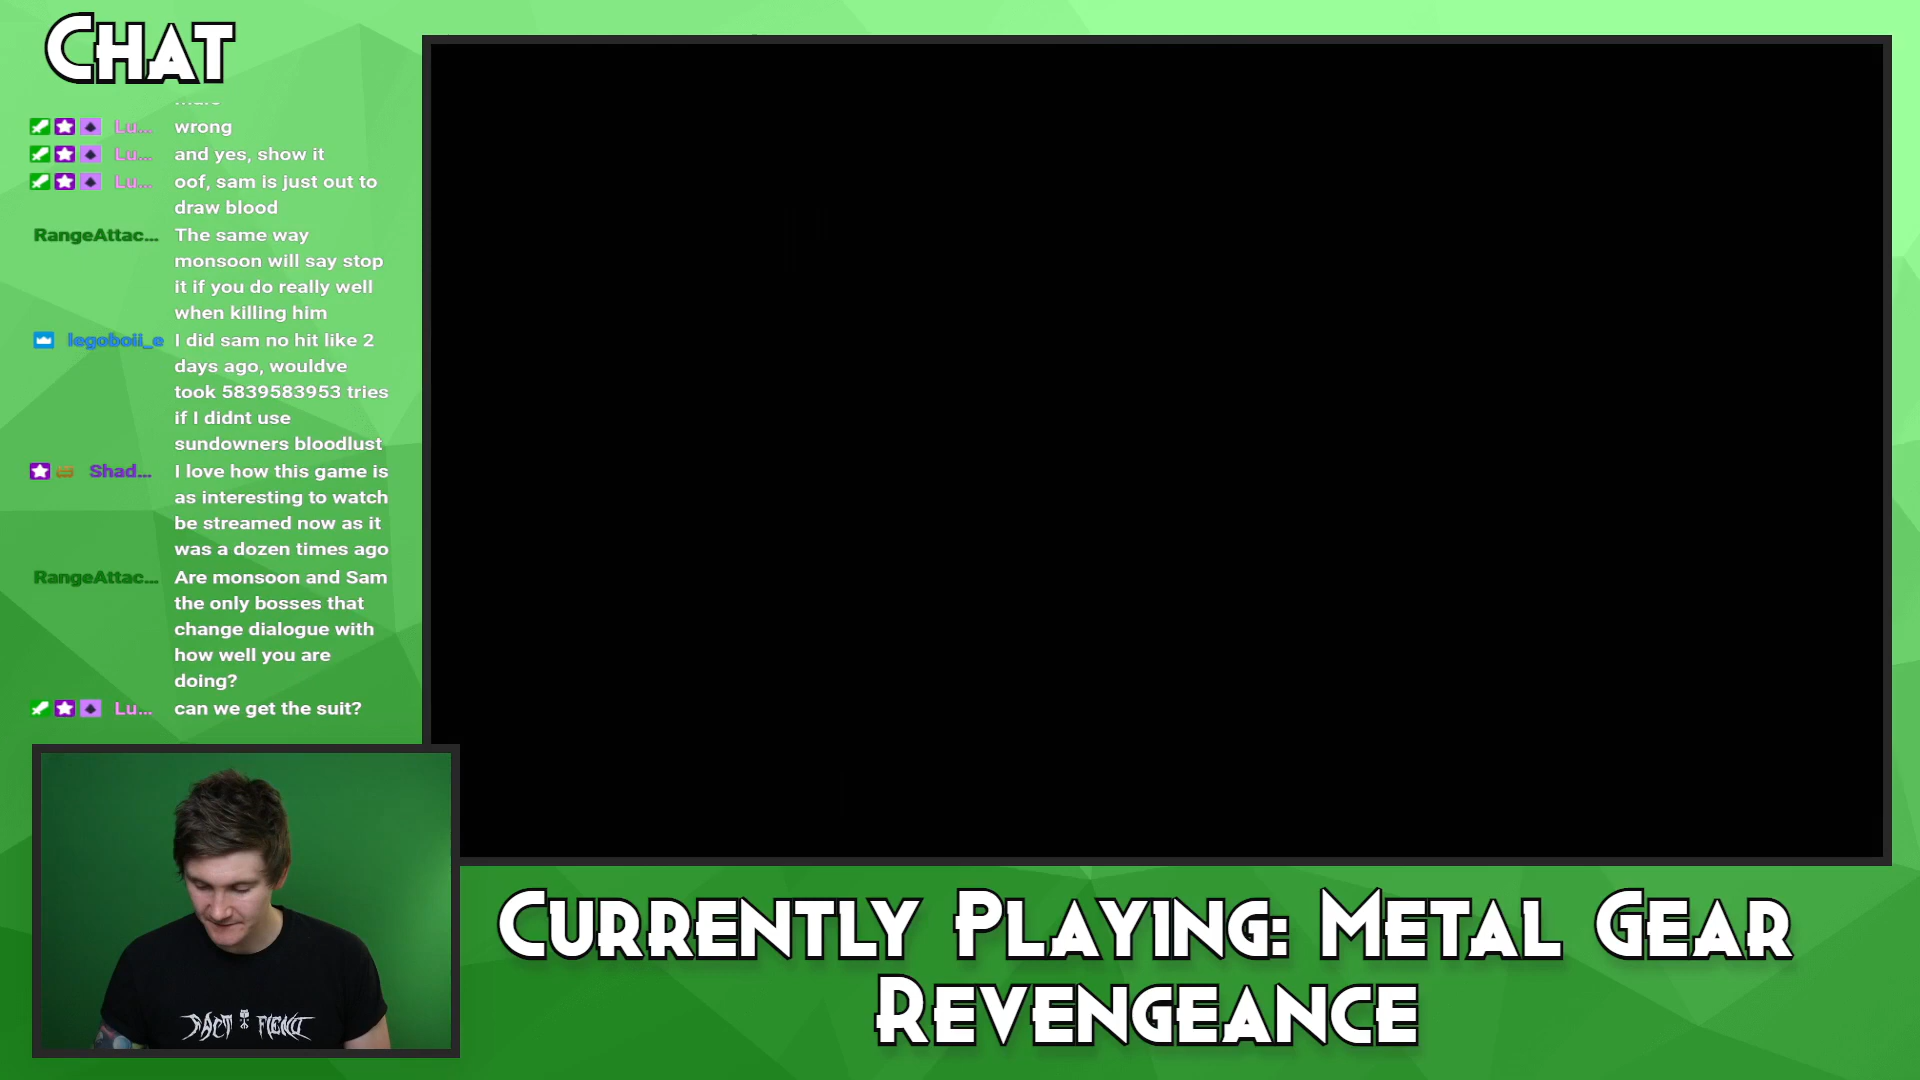 CHAT
Lu... wrong
Lu... and yes, show it
Lu... oof, sam is just out to
draw blood
RangeAttac... The same way
monsoon will say stop
it if you do really well
when killing him
legoboii_e I did sam no hit like 2
days ago, wouldve
took 5839583953 tries
if I didnt use
sundowners bloodlust
Shad... I love how this game is
as interesting to watch
be streamed now as it
was a dozen times ago
RangeAttac... Are monsoon and Sam
the only bosses that
change dialogue with
how well you are
doing?
Lu... can we get the suit?
FACT FIEND
CURRENTLY PLAYING: METAL GEAR
REVENGEANCE